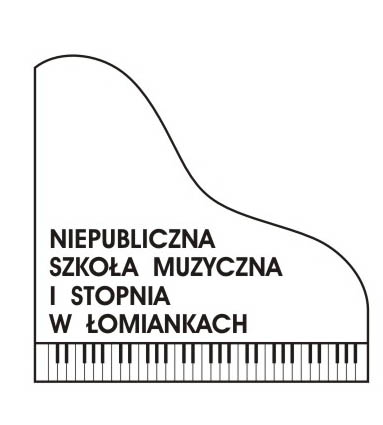 NIEPUBLICZNA
SZKOŁA MUZYCZNA
I STOPNIA
W ŁOMIANKACH